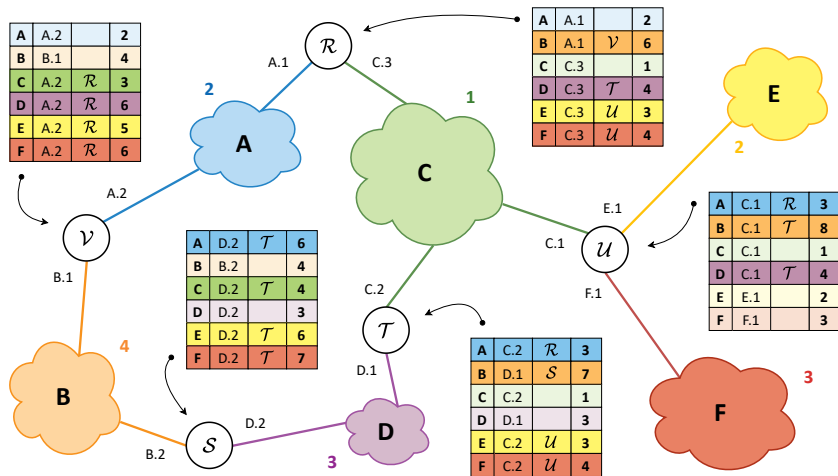 A A.2 2
B B.1 4
C A.2 R 3
D A.2 R 6
E A.2 R 5
F A.2 R 6
R
A.1
C.3
A A.1 2
B A.1 V 6
C C.3 1
D C.3 T 4
E C.3 U 3
F C.3 U 4
2
A
1
C
E
2
A.2
V
B.1
A D.2 T 6
B B.2 4
C D.2 T 4
D D.2 3
E D.2 T 6
F D.2 T 7
E.1
C.1
U
F.1
A C.1 R 3
B C.1 T 8
C C.1 1
D C.1 T 4
E E.1 2
F F.1 3
C.2
T
D.1
4
B
A C.2 R 3
B D.1 S 7
C C.2 1
D D.1 3
E C.2 U 3
F C.2 U 4
3
F
B.2
S
D.2
D
3